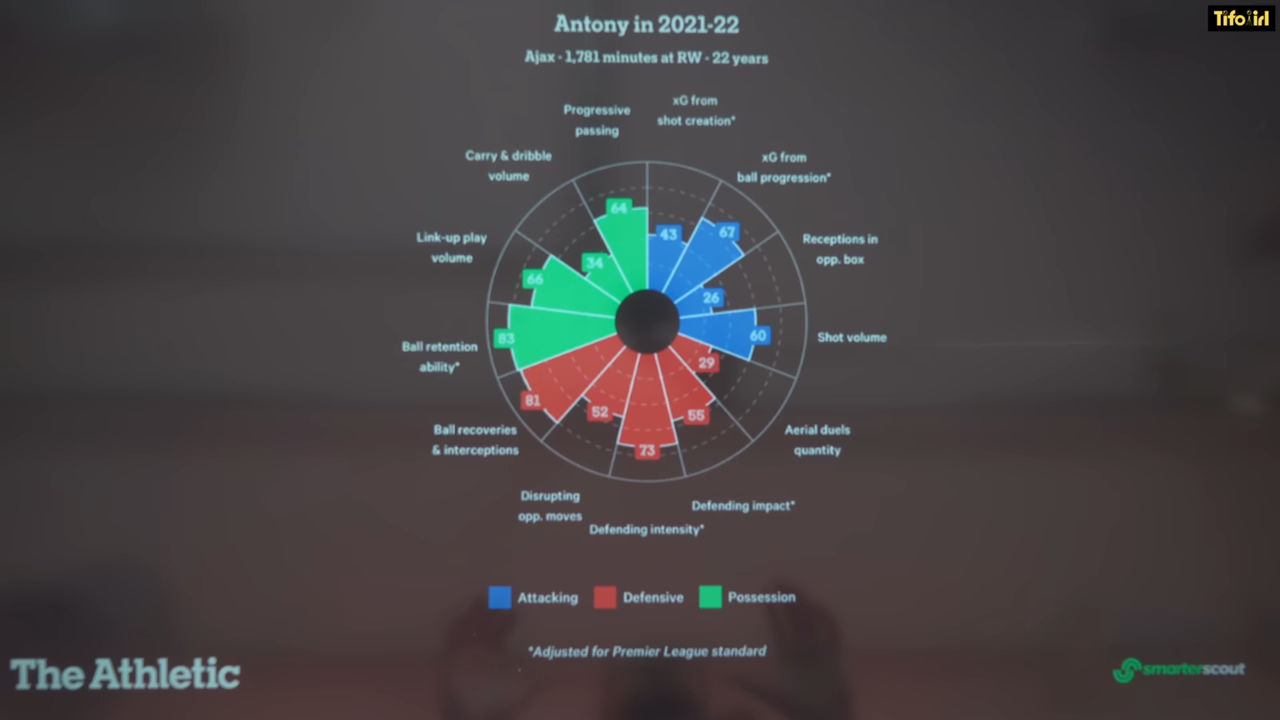 Tifo irl
Antony in 2021-22
Ajax - 1,781 minutes at RW - 22 years
Progressive
passing
xG from
shot creation*
Carry & dribble
volume
xG from
ball progression*
Link-up play
volume
Receptions in
opp. box
Ball retention
ability*
Shot volume
Ball recoveries
& interceptions
Aerial duels
quantity
Disrupting
opp. moves
Defending impact*
Defending intensity*
64
43
67
34
66
26
83
60
29
81
52
55
73
Attacking
Defensive
Possession
*Adjusted for Premier League standard
The Athletic
smarterscout